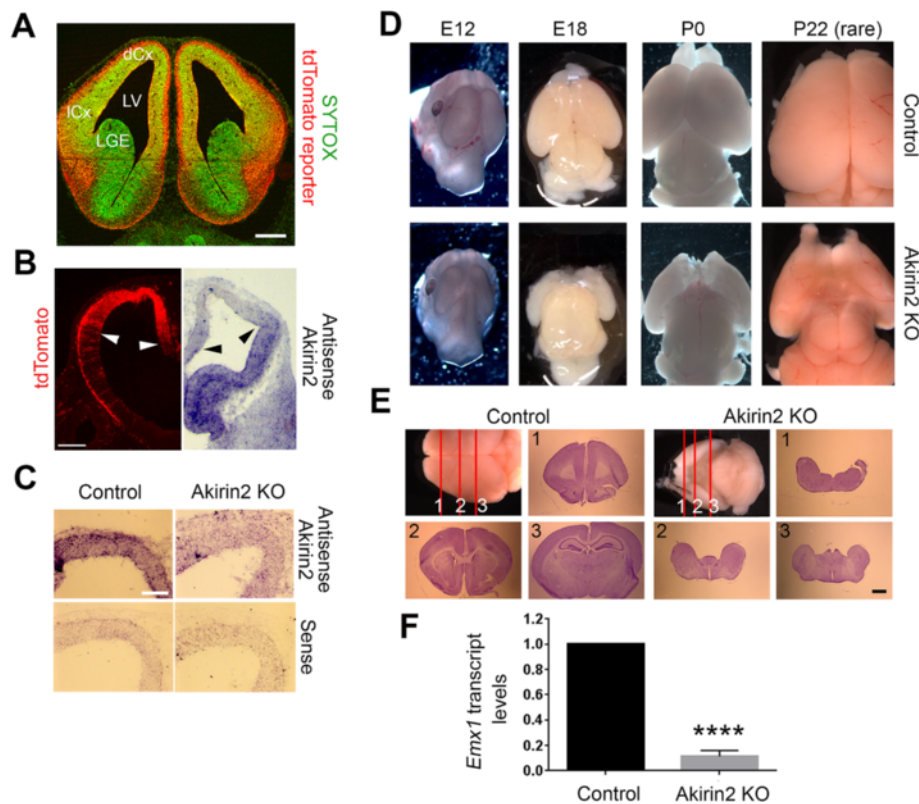 A
dCx
LV
lCx
LGE
SYTOX
tdTomato reporter
B
tdTomato
Antisense
Akirin2
C
Control Akirin2 KO
Antisense
Akirin2
Sense
D
E12 E18 P0 P22 (rare)
Control
Akirin2 KO
E
Control Akirin2 KO
1 2 3
1
1 2 3
1
2
3
2
3
F
Emx1 transcript
levels
1.2
1.0
0.8
0.6
0.4
0.2
0.0
****
Control Akirin2 KO